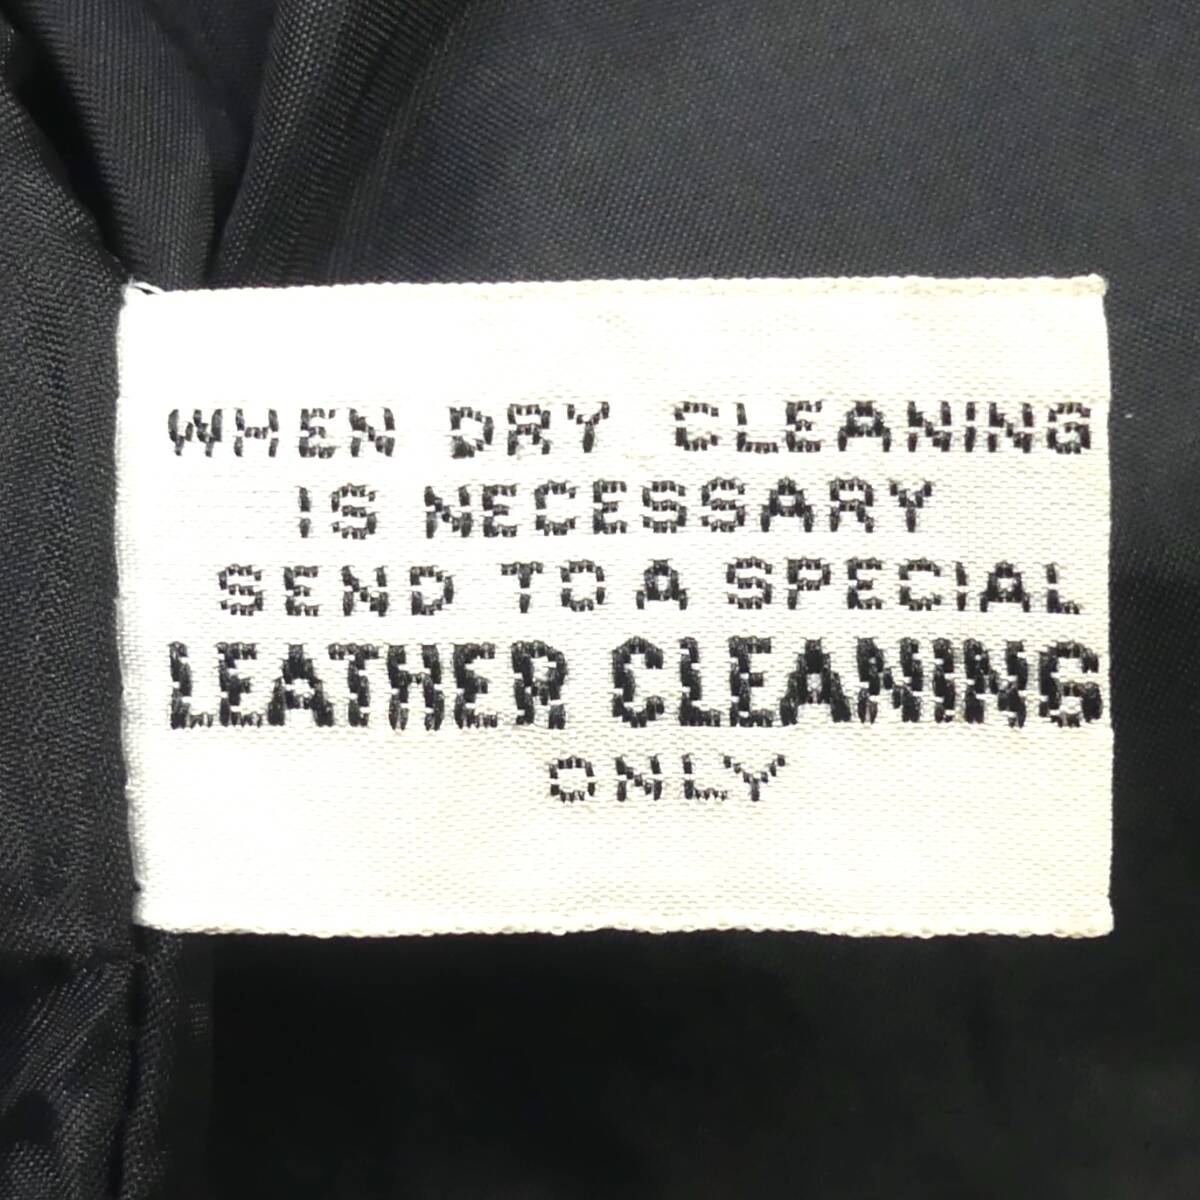 WHEN DRY CLEANING
IS NECESSARY
SEND TO A SPECIAL
LEATHER CLEANING
ONLY